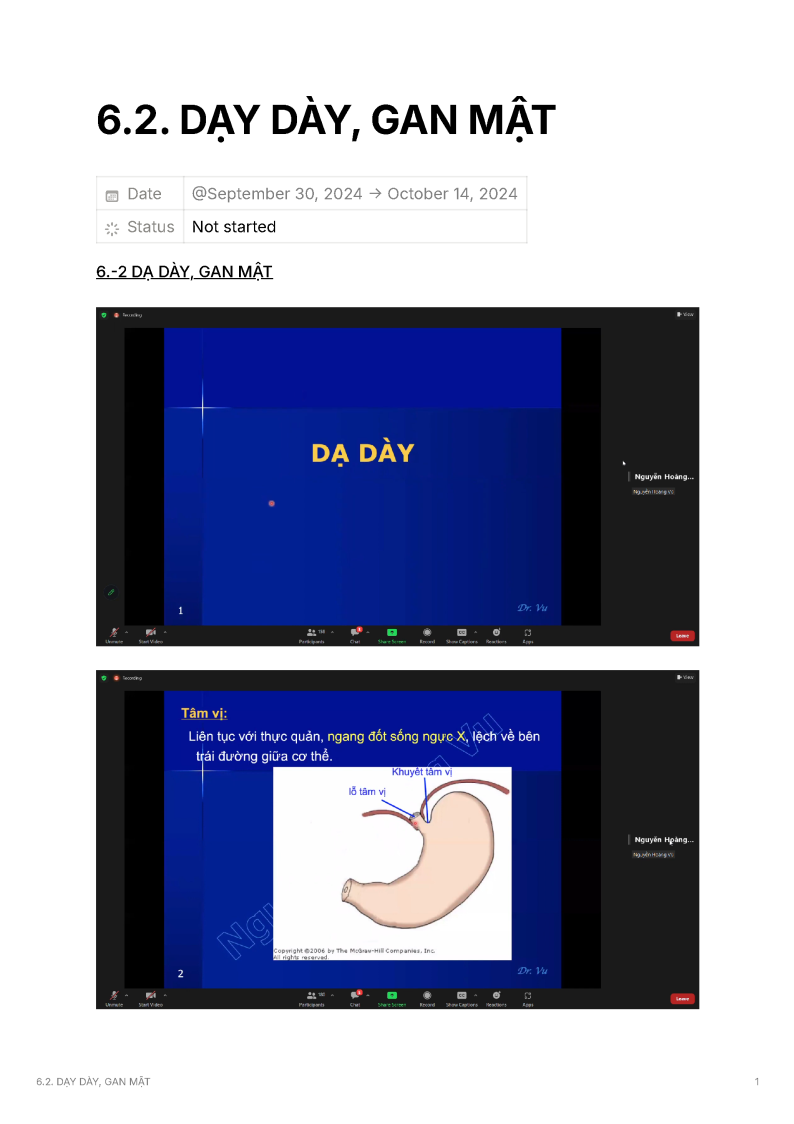 6.2. DẠY DÀY, GAN MẬT
Date @September 30, 2024 → October 14, 2024
Status Not started
6.-2 DẠ DÀY, GAN MẬT
Recording View
DẠ DÀY
Nguyễn Hoàng...
Nguyễn Hoàng Vũ
1 Dr. Vu
Unmute Start Video Participants Chat Share Screen Record Show Captions Reactions Apps Leave
Recording View
Tâm vị:
Liên tục với thực quản, ngang đốt sống ngực X, lệch về bên
trái đường giữa cơ thể.
Khuyết tâm vị
lỗ tâm vị
Nguyễn Hoàng...
Nguyễn Hoàng Vũ
Copyright ©2006 by The McGraw-Hill Companies, Inc.
All rights reserved.
2 Dr. Vu
Unmute Start Video Participants Chat Share Screen Record Show Captions Reactions Apps Leave
6.2. DẠY DÀY, GAN MẬT 1